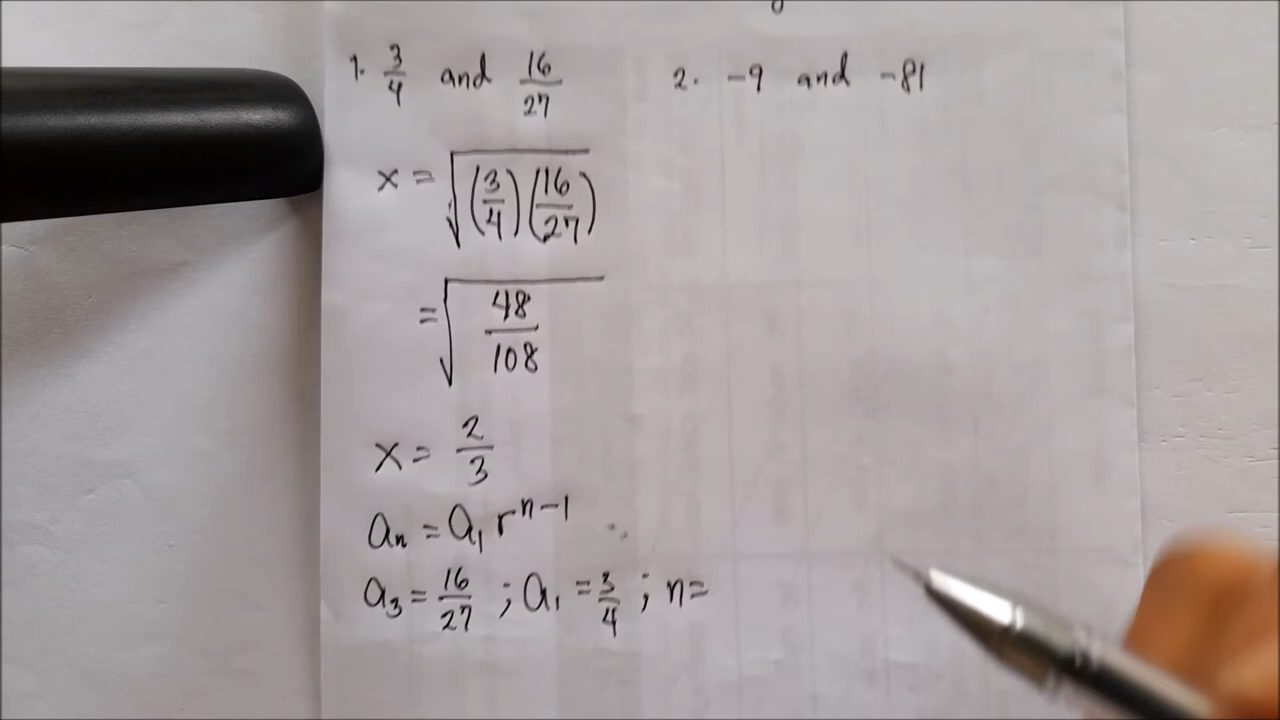 1. 3/4 and 16/27
x = √(3/4)(16/27)
= √48/108
x = 2/3
aₙ = a₁ rⁿ⁻¹
a₃ = 16/27 ; a₁ = 3/4 ; n =
2. -9 and -81